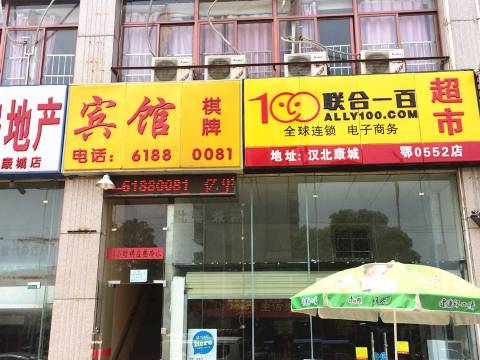 地产
康城店
宾馆
棋牌
电话：6188 0081
100
联合一百
ALLY100.COM
全球连锁 电子商务
超市
地址：汉北康城
鄂0552店
61880081